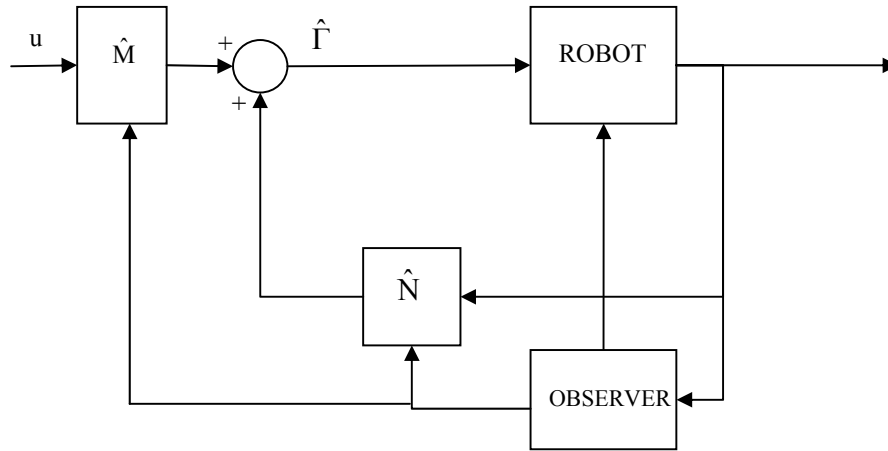 u
M̂
+
+
Γ̂
ROBOT
N̂
OBSERVER